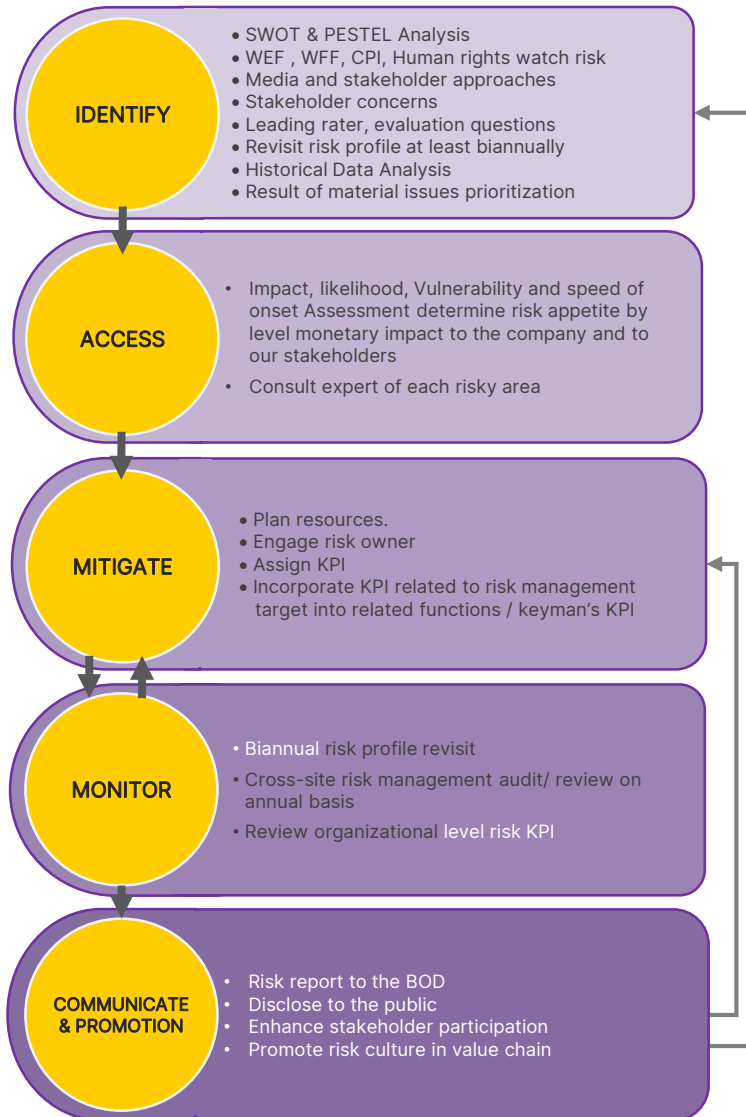 IDENTIFY
• SWOT & PESTEL Analysis
• WEF , WFF, CPI, Human rights watch risk
• Media and stakeholder approaches
• Stakeholder concerns
• Leading rater, evaluation questions
• Revisit risk profile at least biannually
• Historical Data Analysis
• Result of material issues prioritization
ACCESS
• Impact, likelihood, Vulnerability and speed of
onset Assessment determine risk appetite by
level monetary impact to the company and to
our stakeholders
• Consult expert of each risky area
MITIGATE
• Plan resources.
• Engage risk owner
• Assign KPI
• Incorporate KPI related to risk management
target into related functions / keyman’s KPI
MONITOR
• Biannual risk profile revisit
• Cross-site risk management audit/ review on
annual basis
• Review organizational level risk KPI
COMMUNICATE
& PROMOTION
• Risk report to the BOD
• Disclose to the public
• Enhance stakeholder participation
• Promote risk culture in value chain